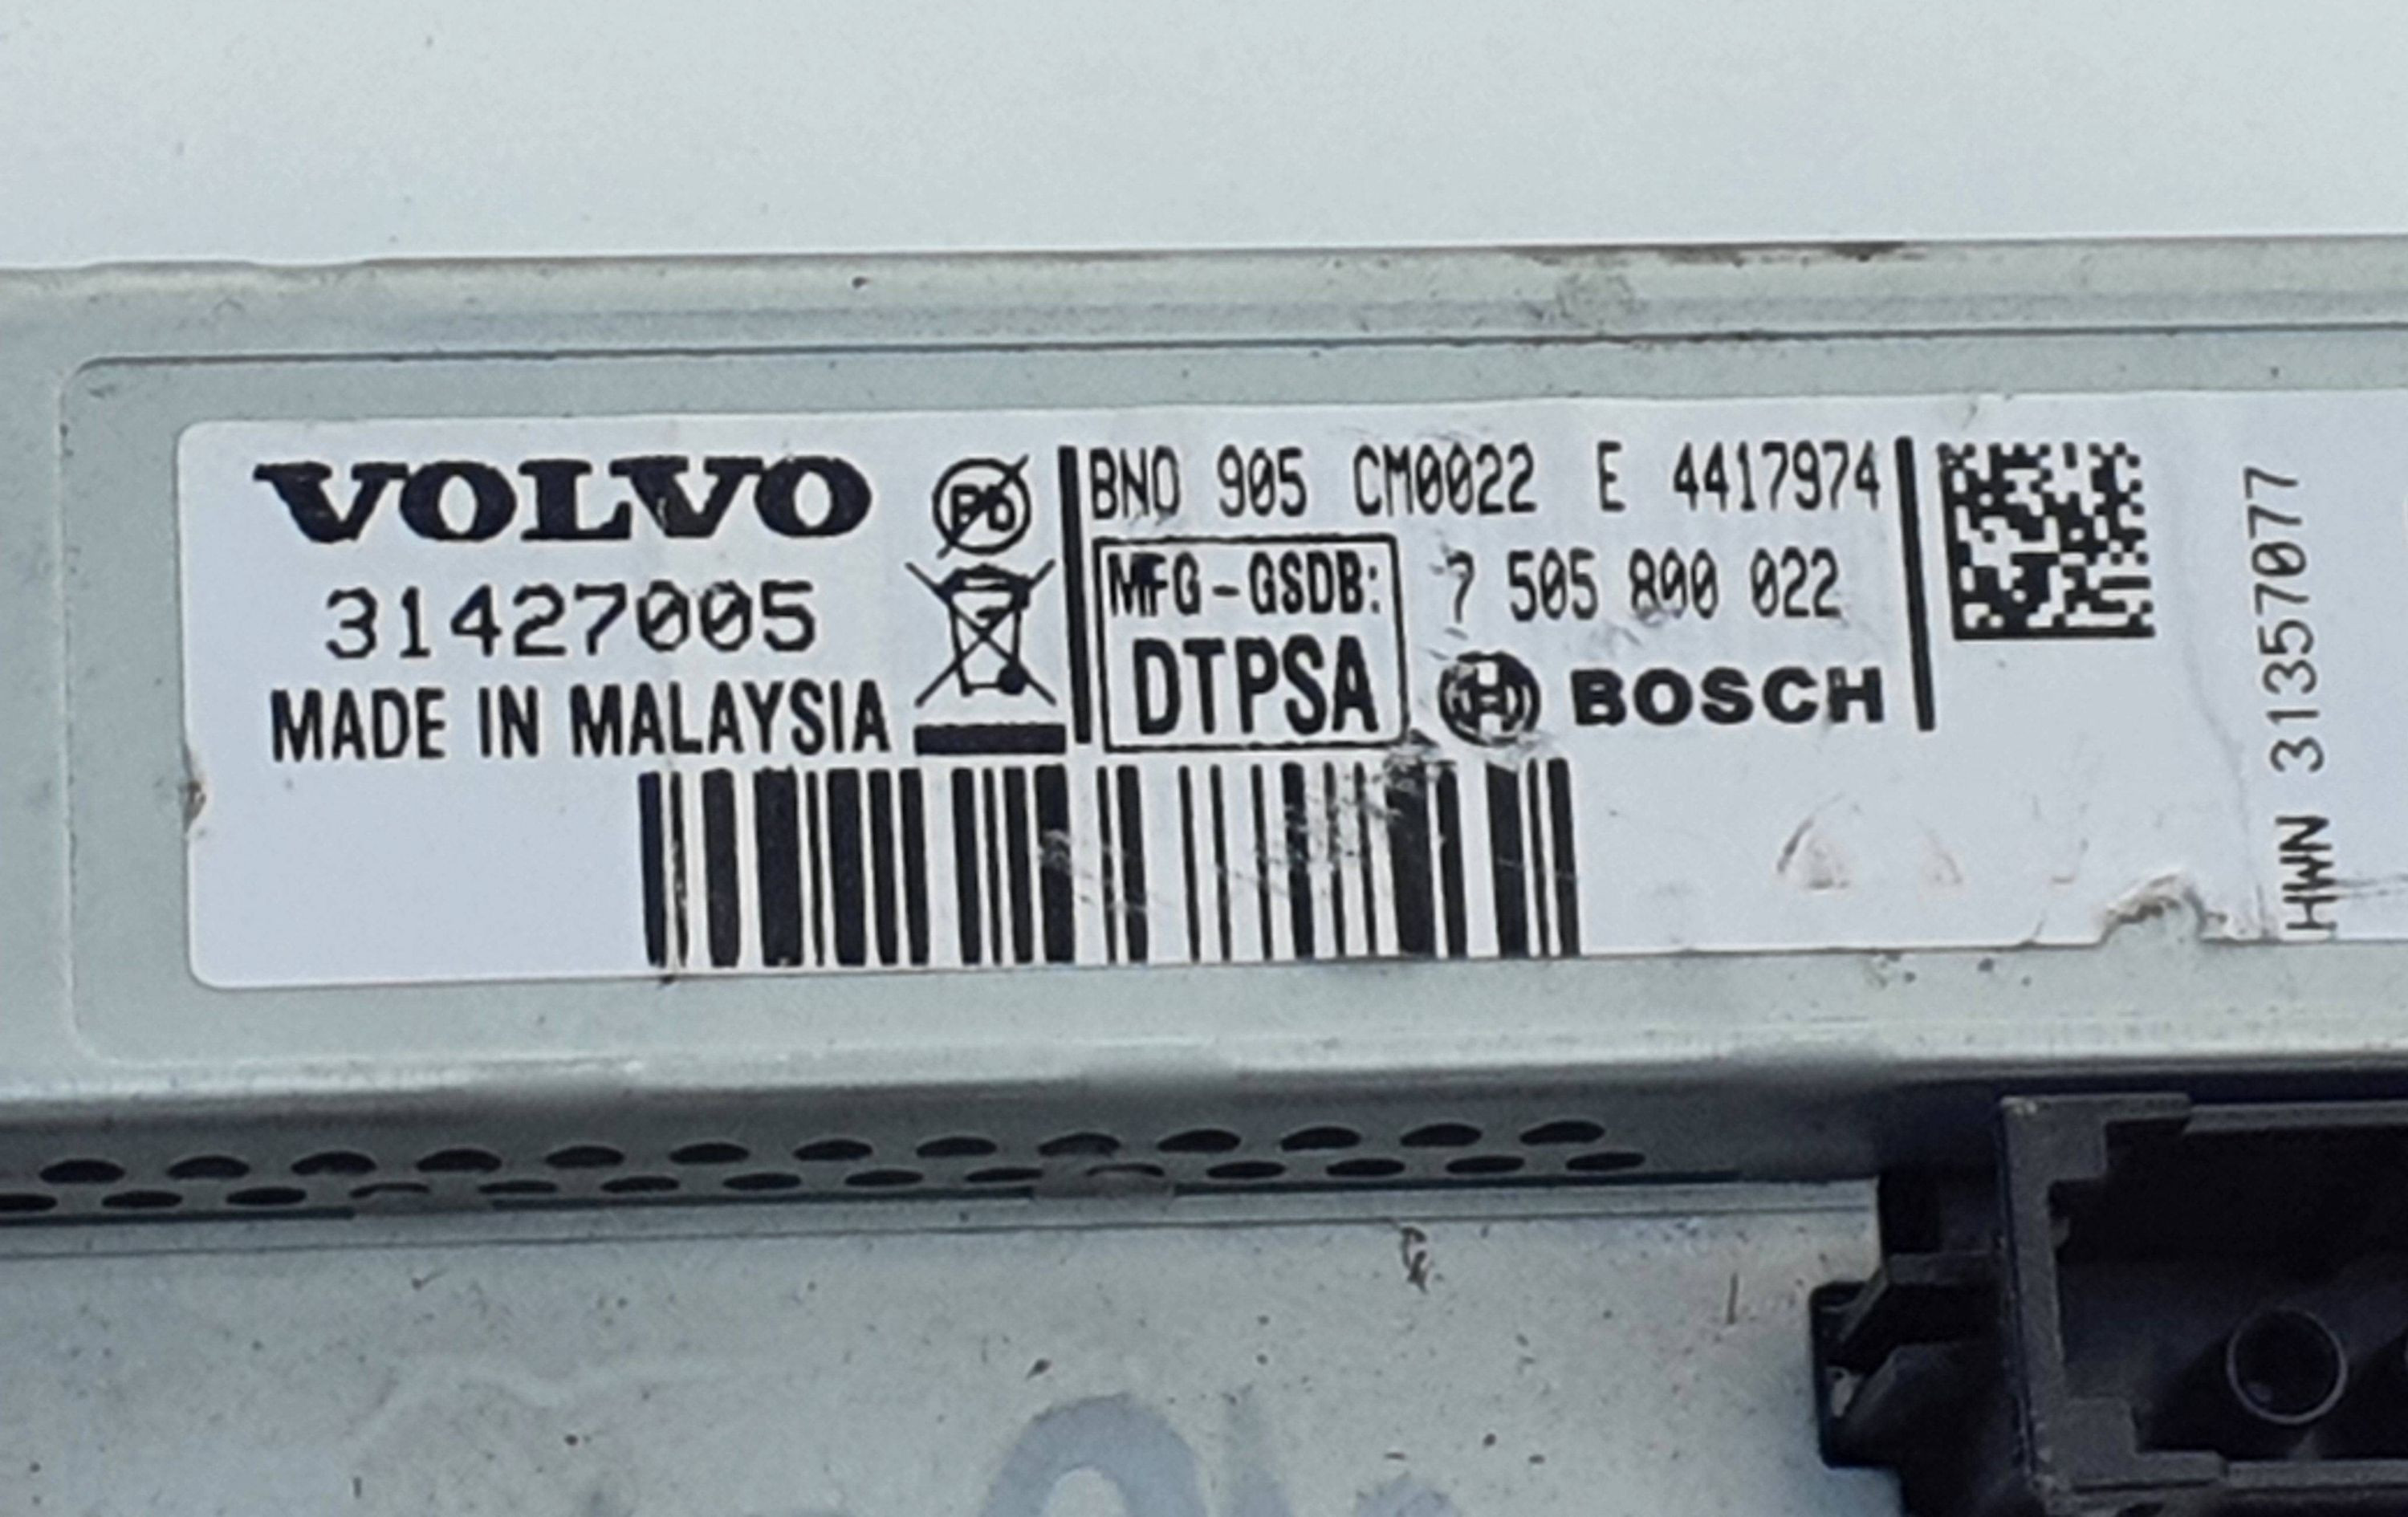 VOLVO
31427005
MADE IN MALAYSIA
Pb
BNO 905 CM0022 E 4417974
MFG-GSDB:
DTPSA
7 505 800 022
BOSCH
HWN 31357077